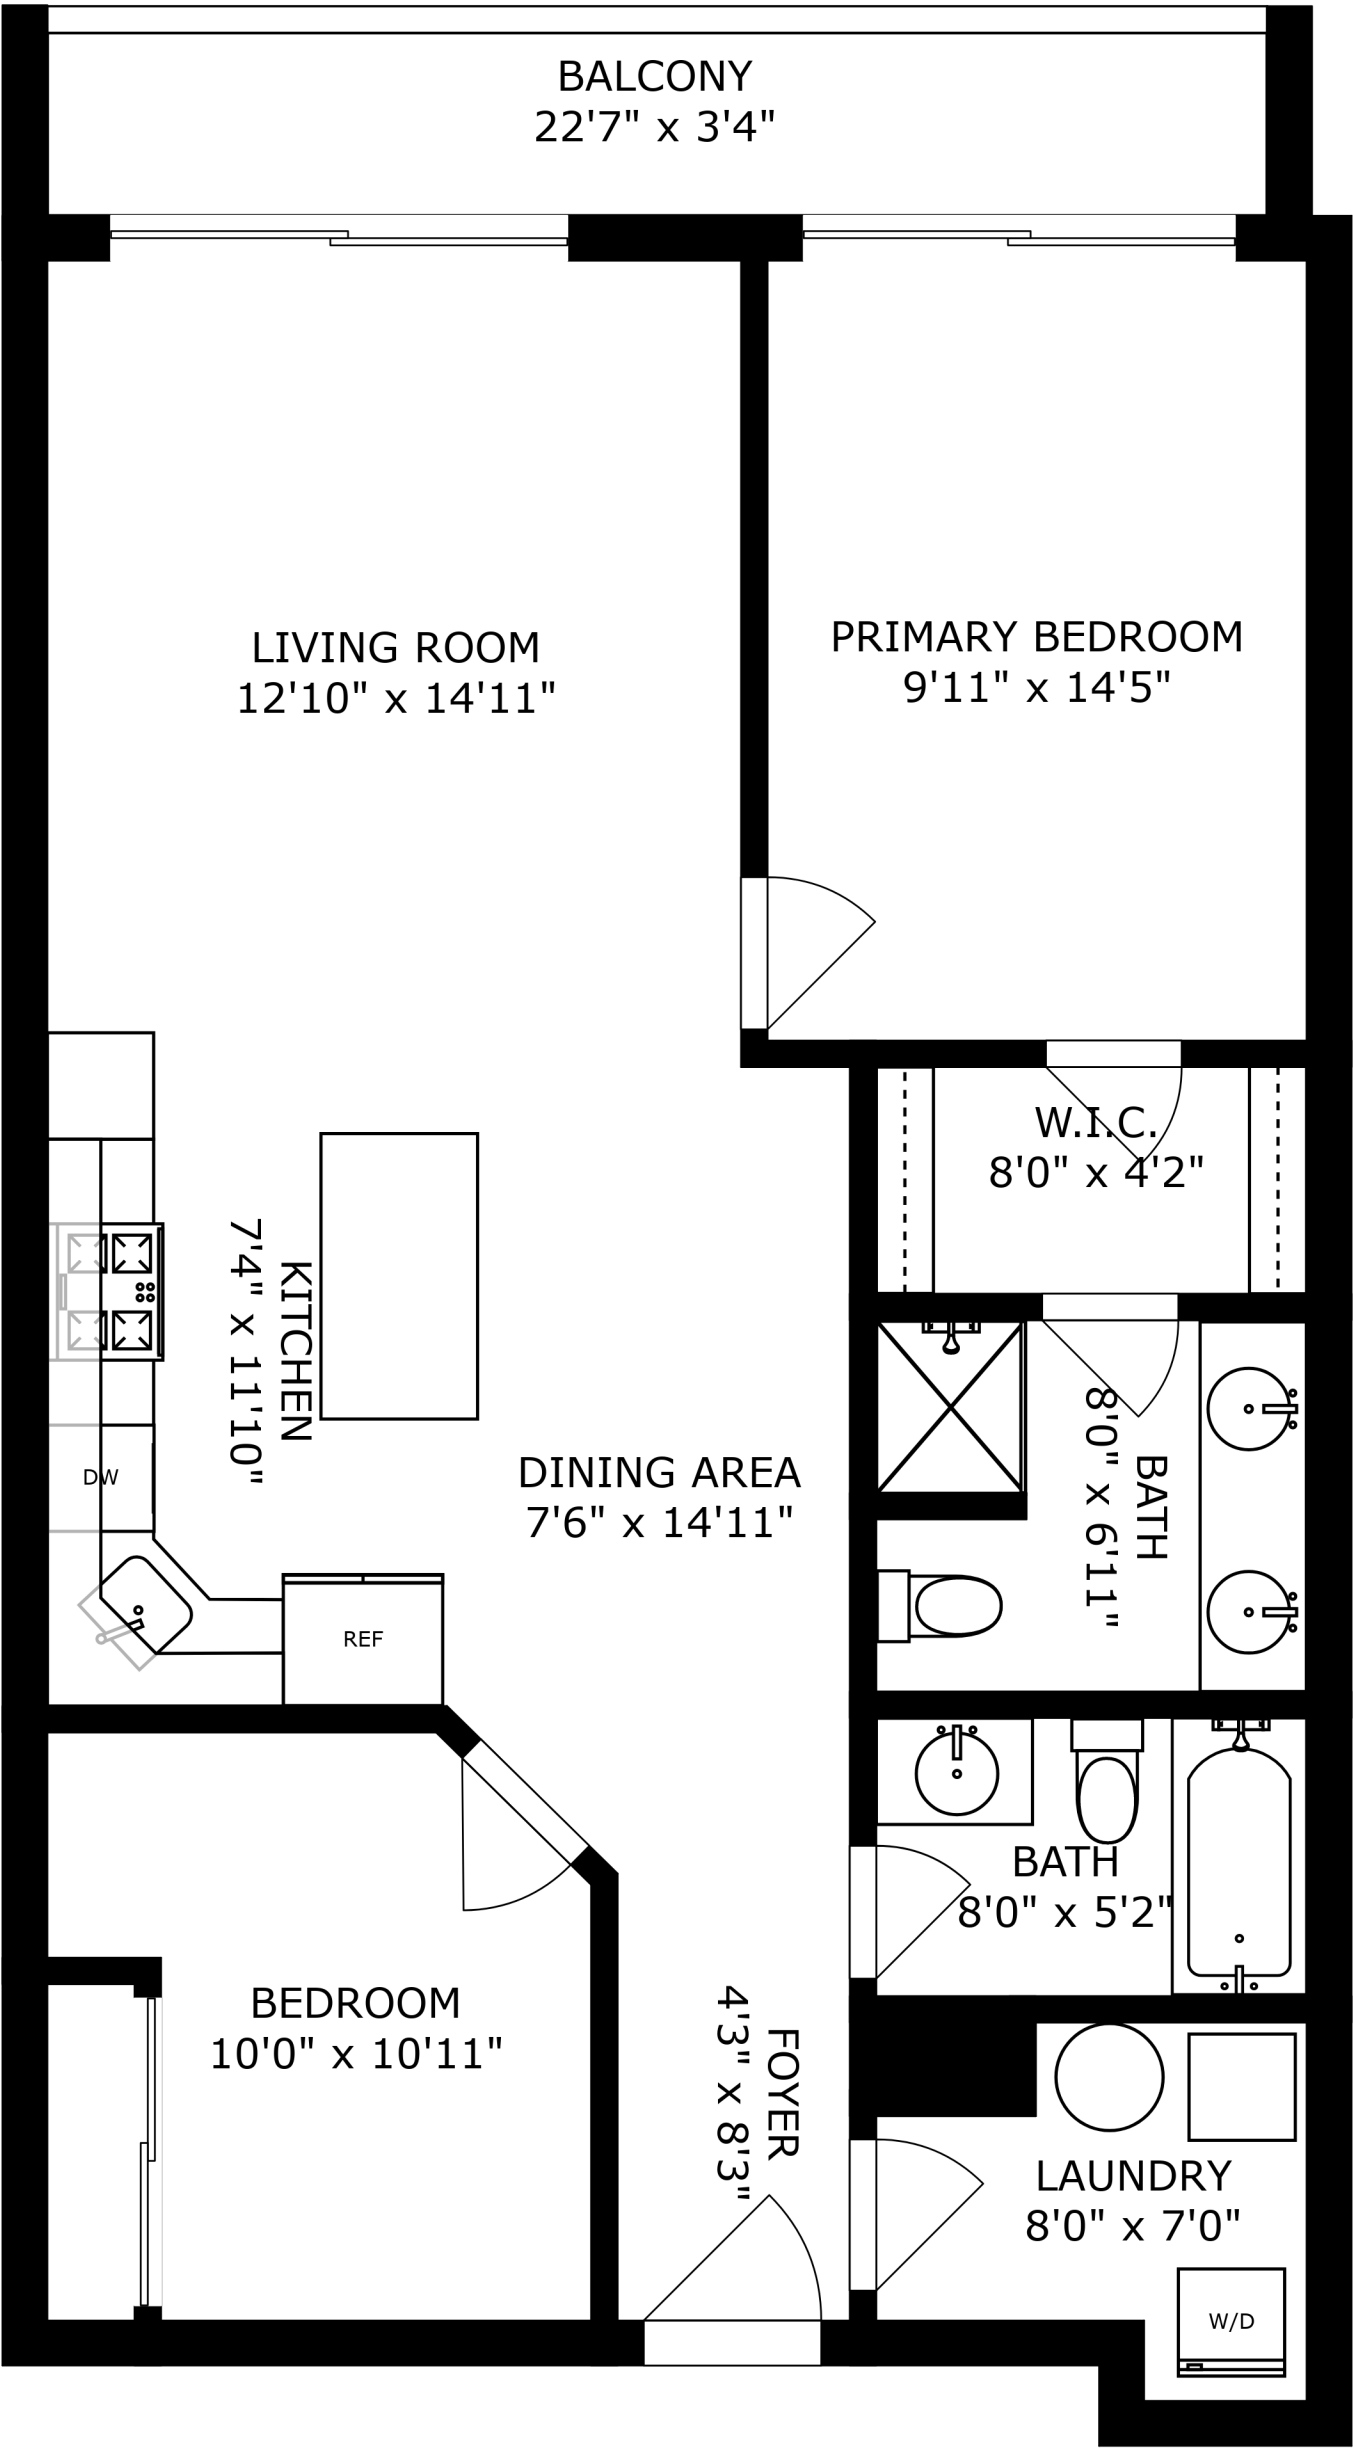 BALCONY
22'7" x 3'4"
LIVING ROOM
12'10" x 14'11"
PRIMARY BEDROOM
9'11" x 14'5"
W.I.C.
8'0" x 4'2"
KITCHEN
7'4" x 11'10"
DW
REF
DINING AREA
7'6" x 14'11"
BATH
8'0" x 6'11"
BATH
8'0" x 5'2"
BEDROOM
10'0" x 10'11"
FOYER
4'3" x 8'3"
LAUNDRY
8'0" x 7'0"
W/D